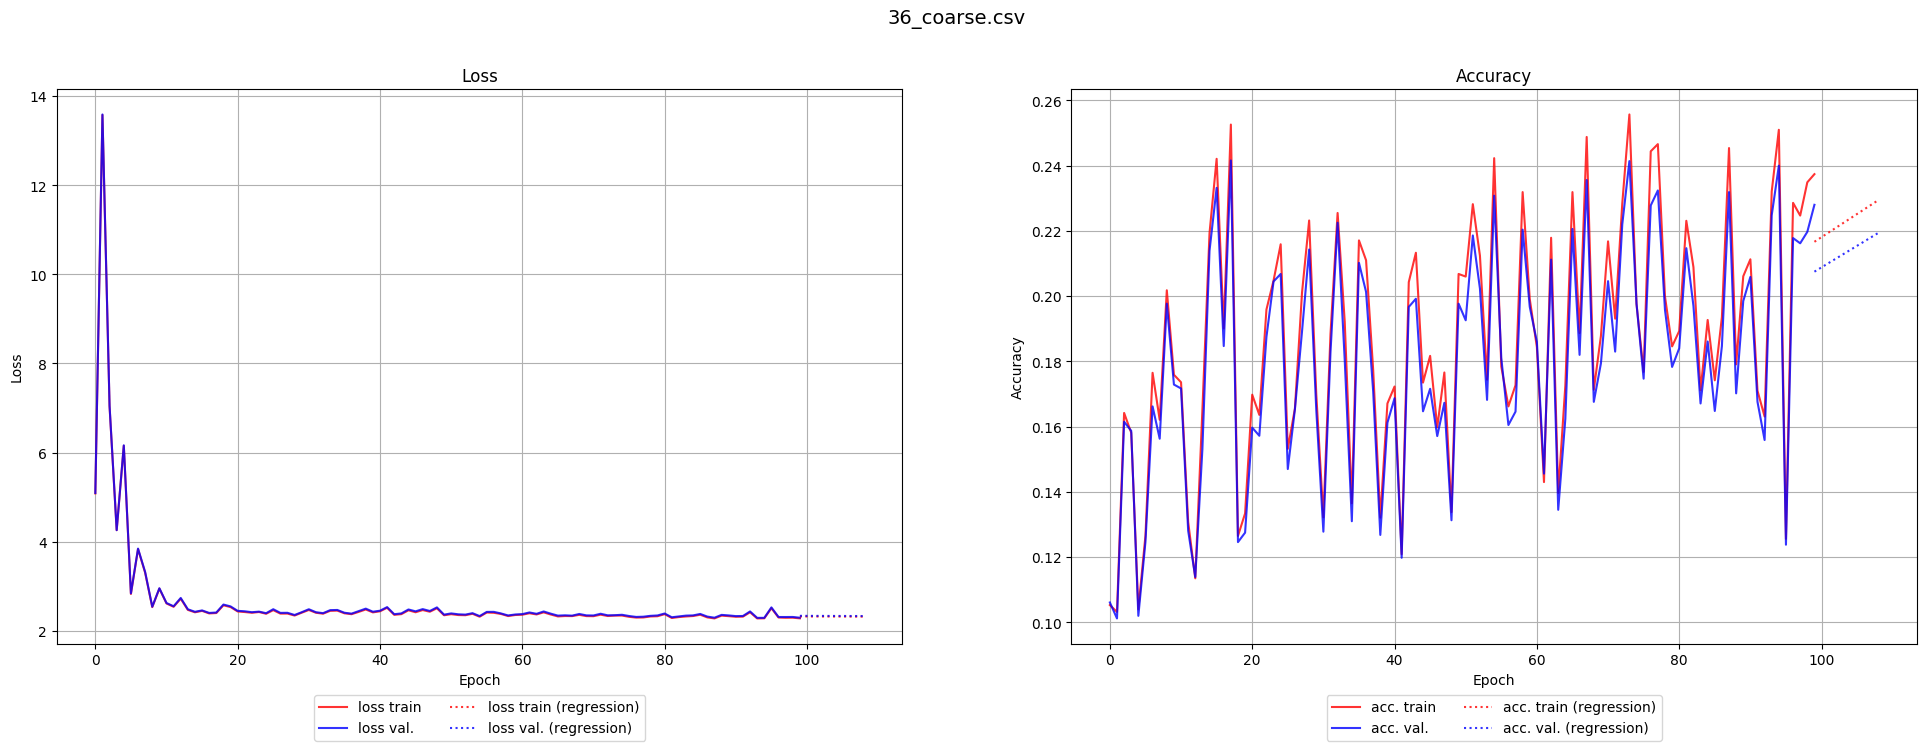 36_coarse.csv
Loss
14
12
10
8
6
4
2
Loss
0 20 40 60 80 100
Epoch
loss train
loss val.
loss train (regression)
loss val. (regression)
Accuracy
0.26
0.24
0.22
0.20
0.18
0.16
0.14
0.12
0.10
Accuracy
0 20 40 60 80 100
Epoch
acc. train
acc. val.
acc. train (regression)
acc. val. (regression)